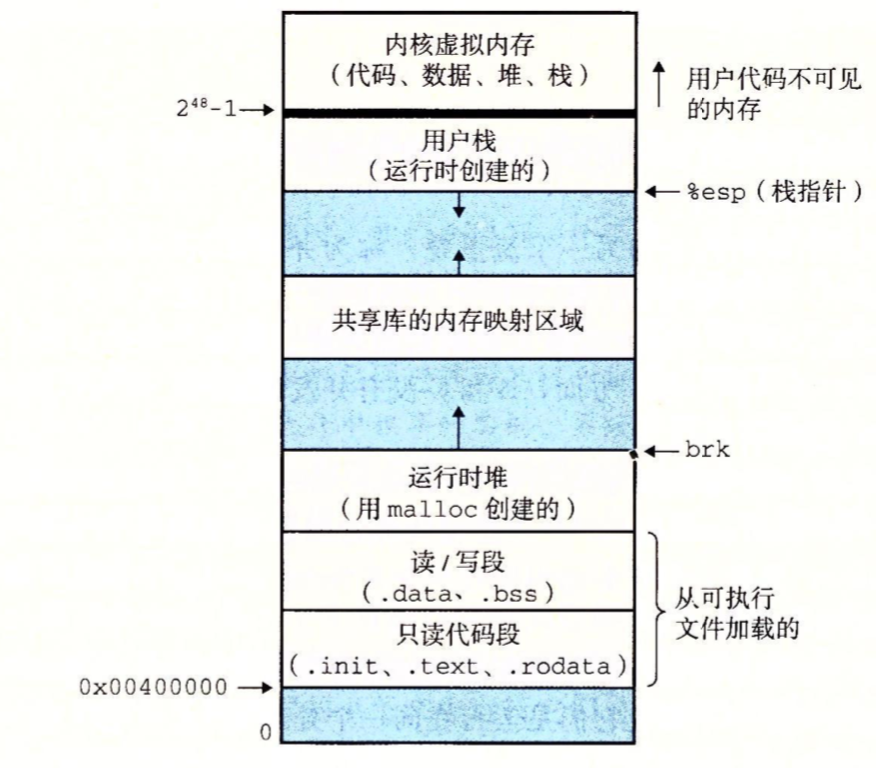 内核虚拟内存
（代码、数据、堆、栈）
用户代码不可见
的内存
2⁴⁸-1
用户栈
（运行时创建的）
%esp（栈指针）
共享库的内存映射区域
brk
运行时堆
（用 malloc 创建的）
读/写段
（.data、.bss）
从可执行
文件加载的
只读代码段
（.init、.text、.rodata）
0x00400000
0